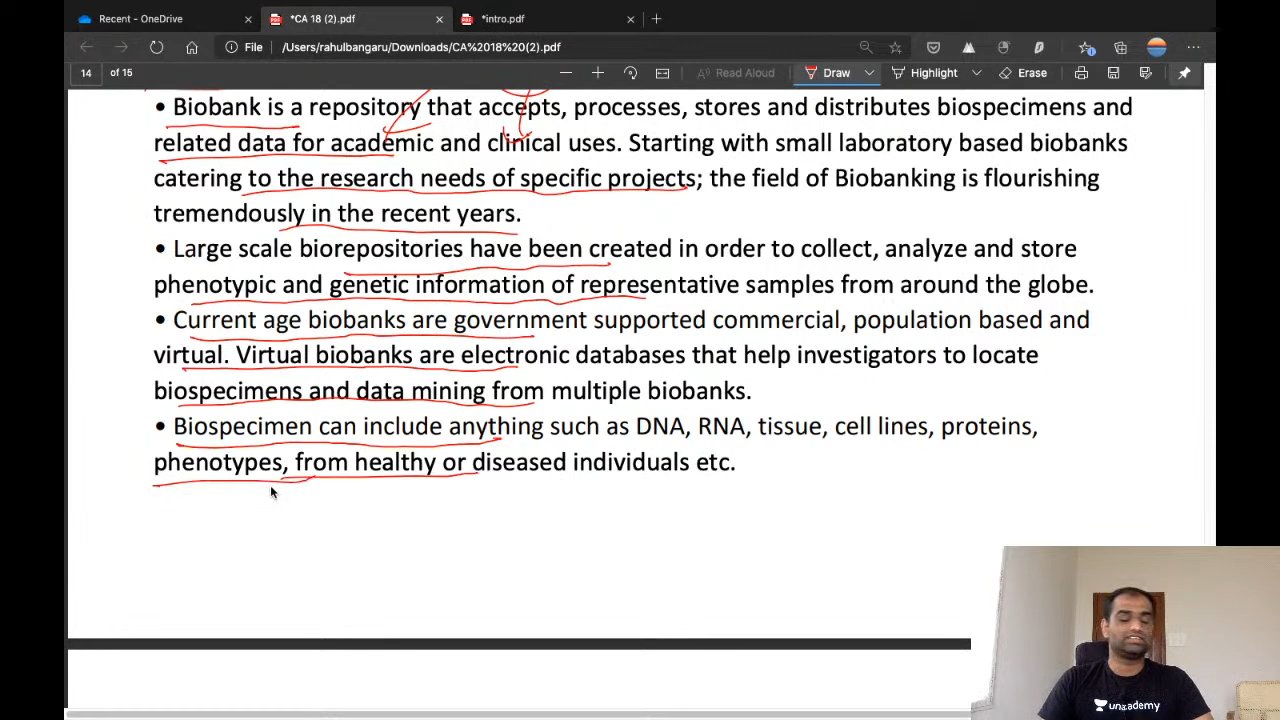 Recent - OneDrive
*CA 18 (2).pdf
*intro.pdf
File
/Users/rahulbangaru/Downloads/CA%2018%20(2).pdf
14 of 15
Read Aloud
Draw
Highlight
Erase
• Biobank is a repository that accepts, processes, stores and distributes biospecimens and
related data for academic and clinical uses. Starting with small laboratory based biobanks
catering to the research needs of specific projects; the field of Biobanking is flourishing
tremendously in the recent years.
• Large scale biorepositories have been created in order to collect, analyze and store
phenotypic and genetic information of representative samples from around the globe.
• Current age biobanks are government supported commercial, population based and
virtual. Virtual biobanks are electronic databases that help investigators to locate
biospecimens and data mining from multiple biobanks.
• Biospecimen can include anything such as DNA, RNA, tissue, cell lines, proteins,
phenotypes, from healthy or diseased individuals etc.
unacademy